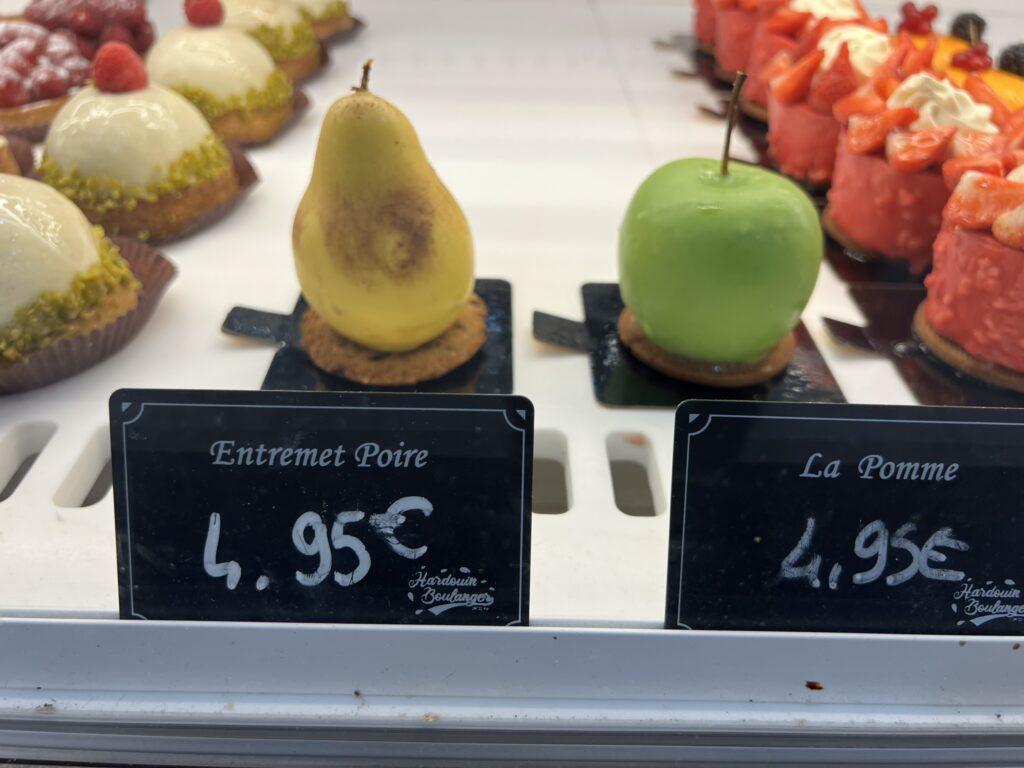 Entremet Poire
4.95€
Hardouin
Boulanger
La Pomme
4.95€
Hardouin
Boulanger